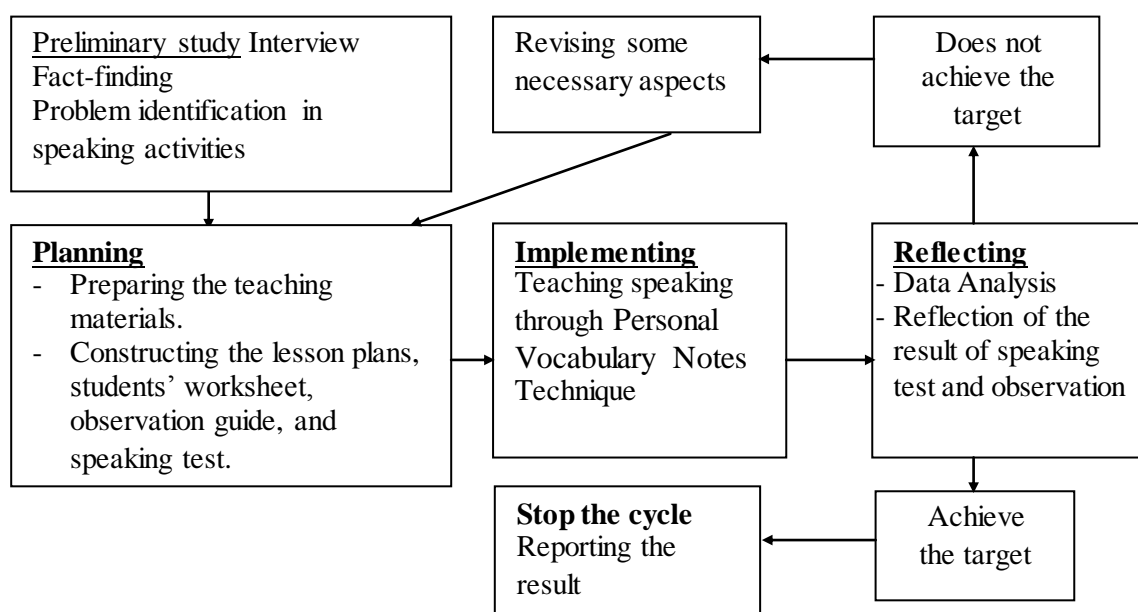 Preliminary study Interview
Fact-finding
Problem identification in
speaking activities
Revising some
necessary aspects
Does not
achieve the
target
Planning
- Preparing the teaching
materials.
- Constructing the lesson plans,
students’ worksheet,
observation guide, and
speaking test.
Implementing
Teaching speaking
through Personal
Vocabulary Notes
Technique
Reflecting
- Data Analysis
- Reflection of the
result of speaking
test and observation
Stop the cycle
Reporting the
result
Achieve
the target